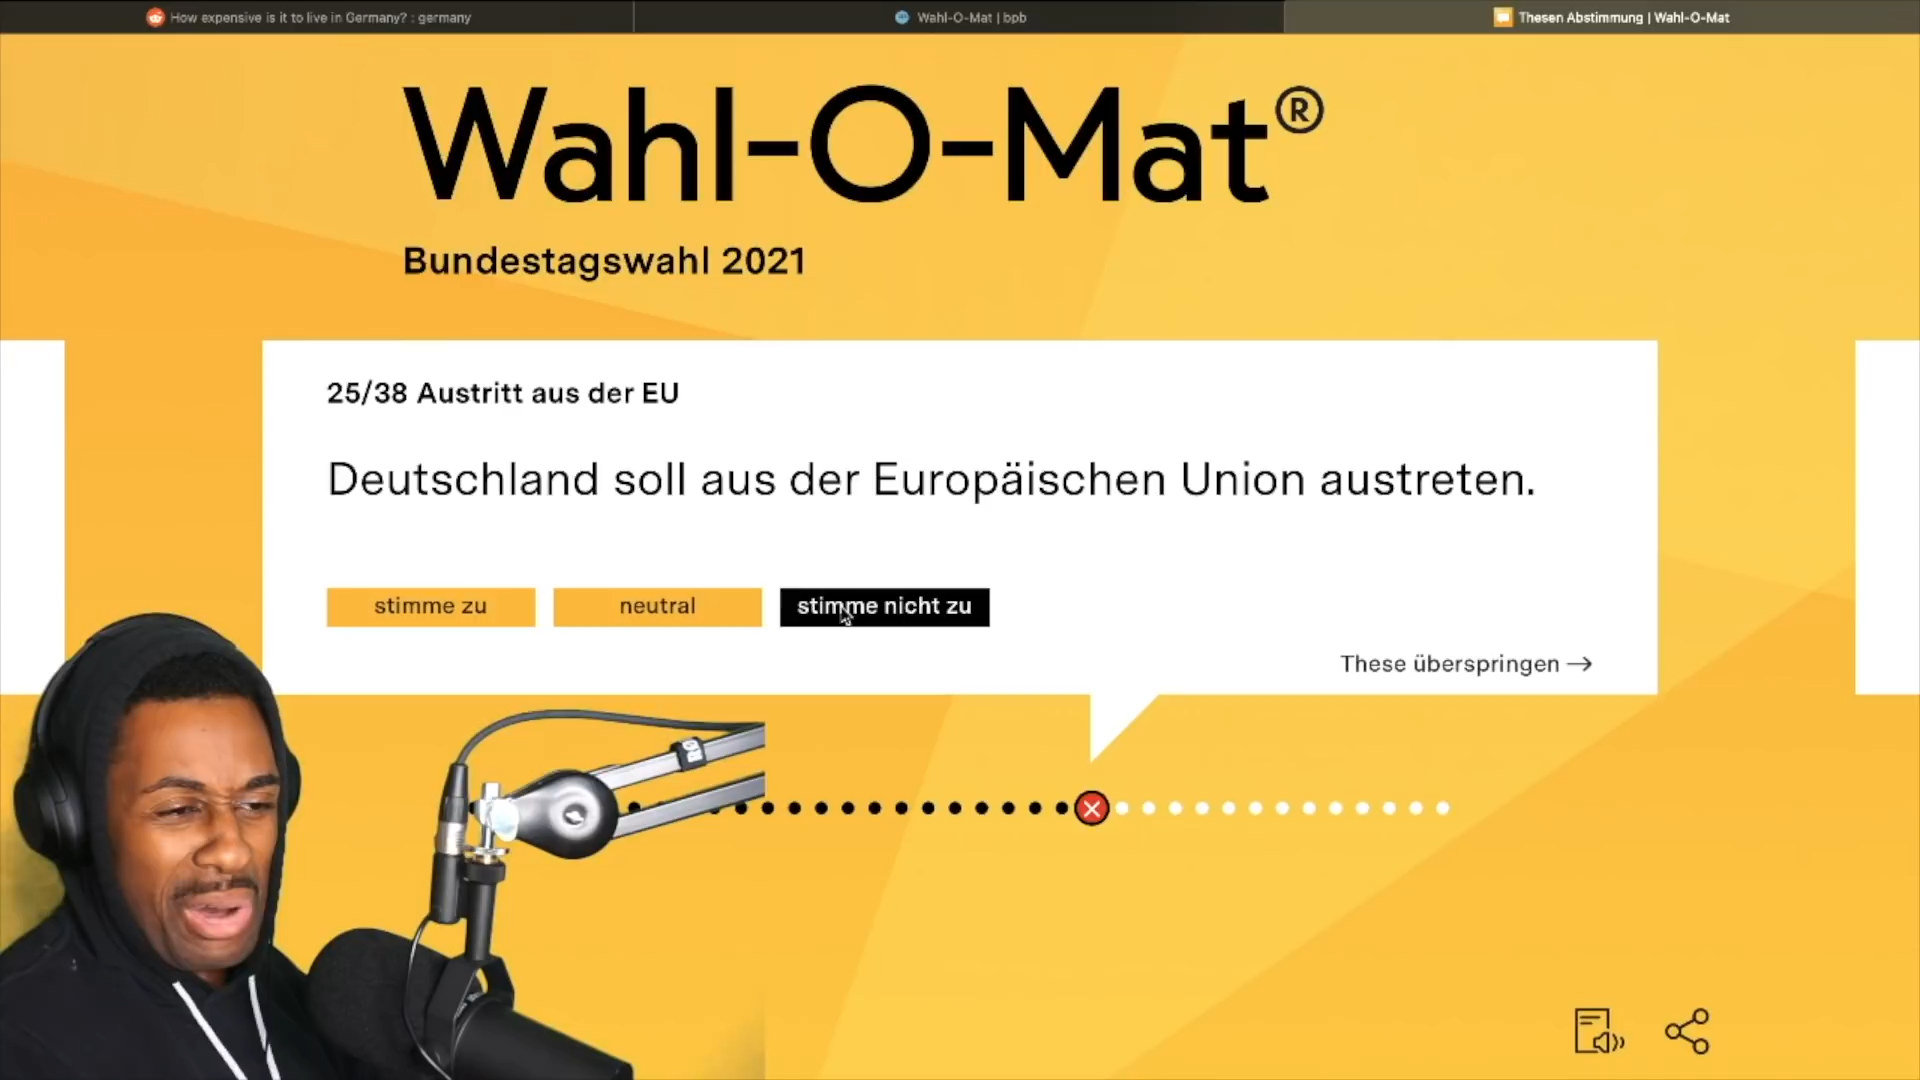 How expensive is it to live in Germany? : germany
Wahl-O-Mat | bpb
Thesen Abstimmung | Wahl-O-Mat
Wahl-O-Mat®
Bundestagswahl 2021
25/38 Austritt aus der EU
Deutschland soll aus der Europäischen Union austreten.
stimme zu
neutral
stimme nicht zu
These überspringen →